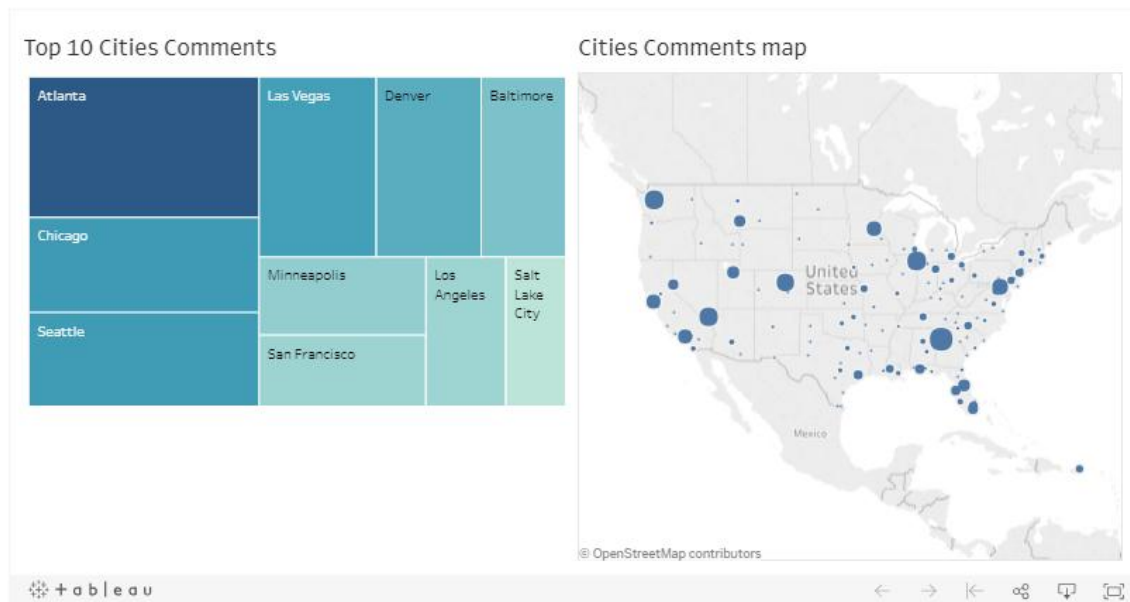 Top 10 Cities Comments
Cities Comments map
Atlanta
Las Vegas
Denver
Baltimore
Chicago
Seattle
Minneapolis
Los
Angeles
Salt
Lake
City
San Francisco
United
States
Mexico
© OpenStreetMap contributors
+ a b | e a u